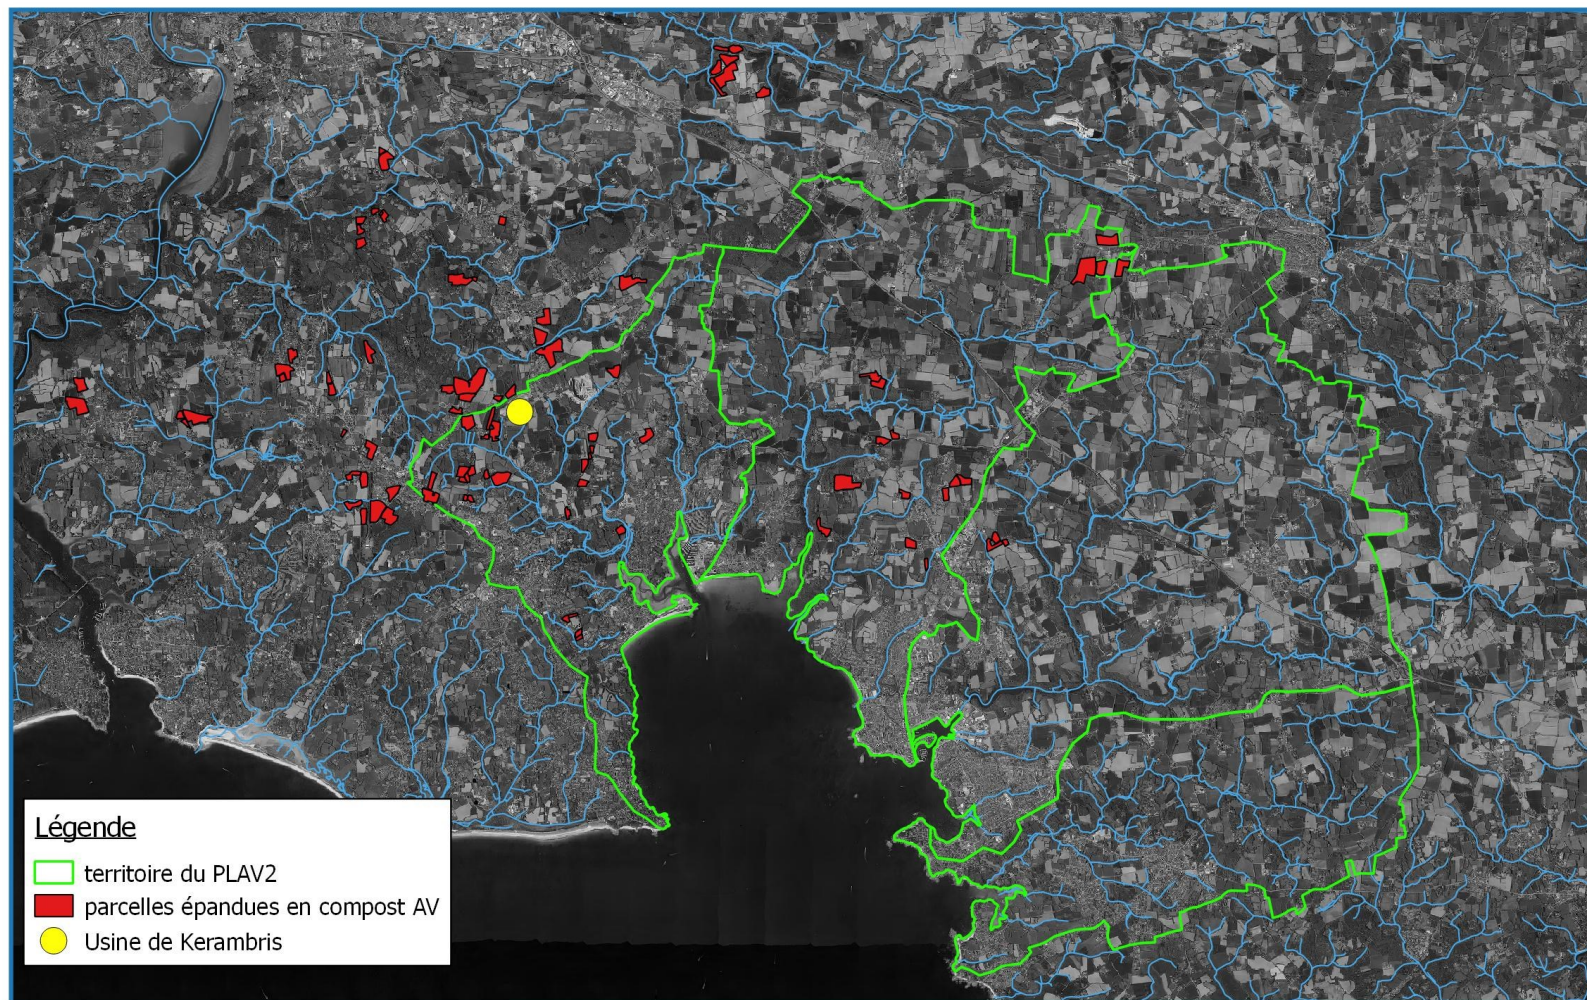 Légende
territoire du PLAV2
parcelles épandues en compost AV
Usine de Kerambris